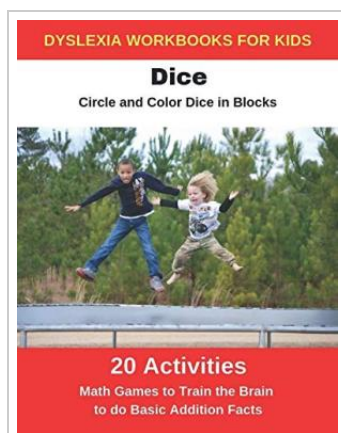 DYSLEXIA WORKBOOKS FOR KIDS
Dice
Circle and Color Dice in Blocks
20 Activities
Math Games to Train the Brain
to do Basic Addition Facts